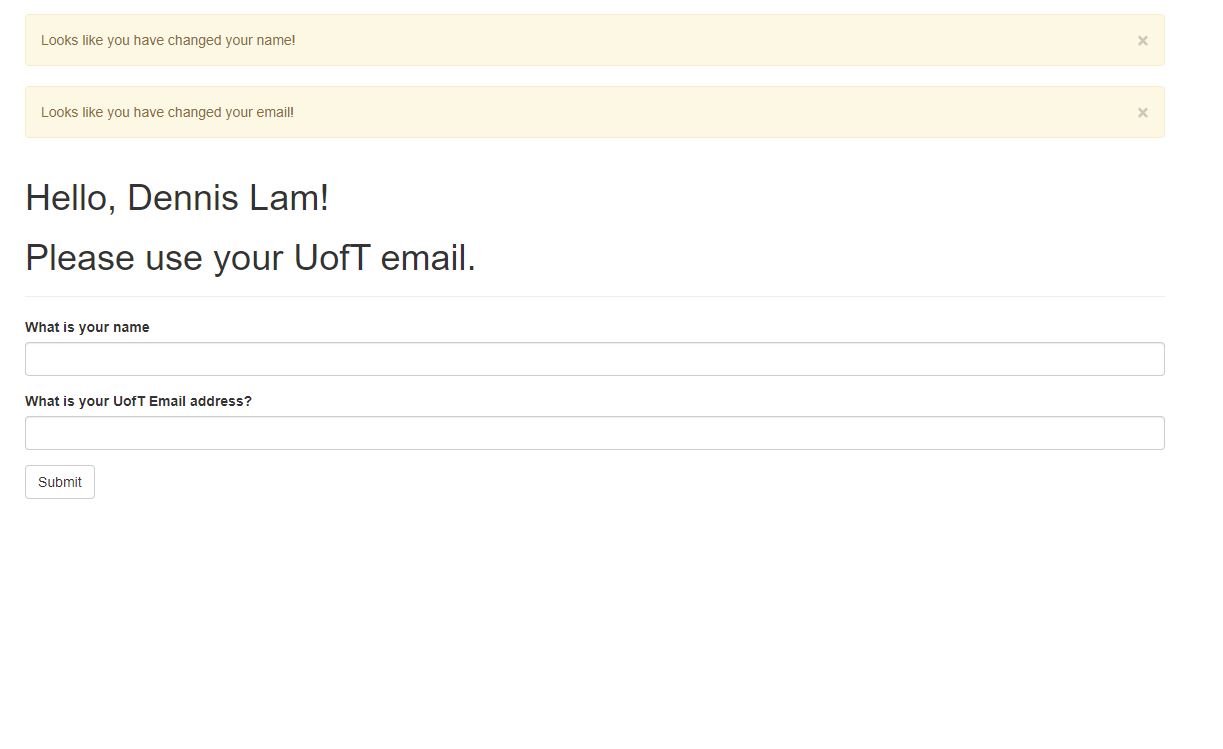 Looks like you have changed your name!
×
Looks like you have changed your email!
×
Hello, Dennis Lam!
Please use your UofT email.
What is your name
What is your UofT Email address?
Submit